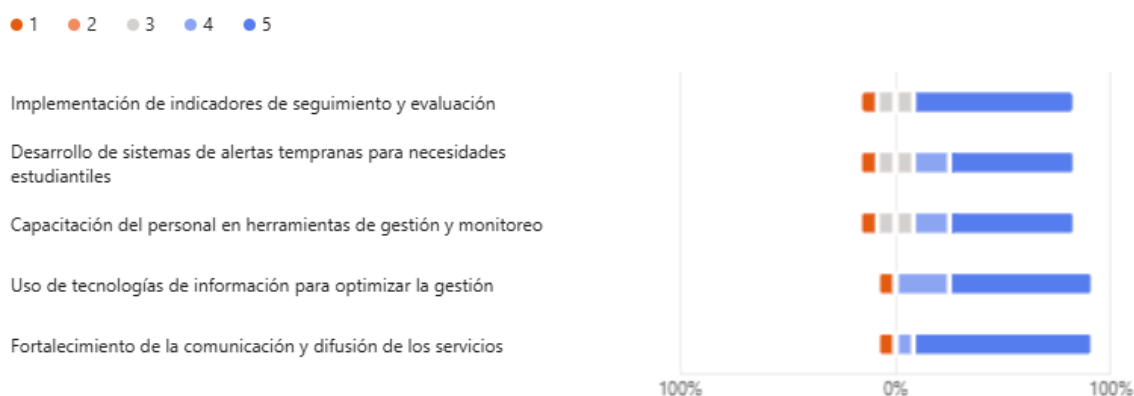 1 2 3 4 5
Implementación de indicadores de seguimiento y evaluación
Desarrollo de sistemas de alertas tempranas para necesidades
estudiantiles
Capacitación del personal en herramientas de gestión y monitoreo
Uso de tecnologías de información para optimizar la gestión
Fortalecimiento de la comunicación y difusión de los servicios
100% 0% 100%